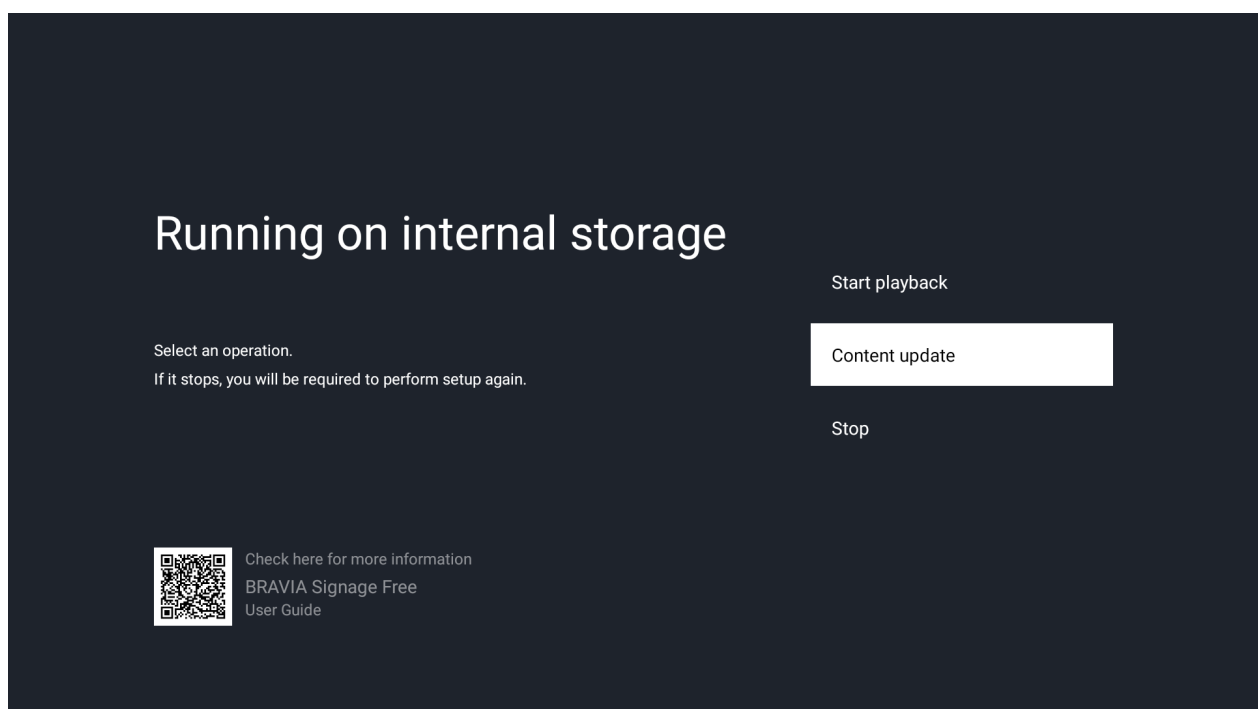 Running on internal storage
Select an operation.
If it stops, you will be required to perform setup again.
Start playback
Content update
Stop
Check here for more information
BRAVIA Signage Free
User Guide